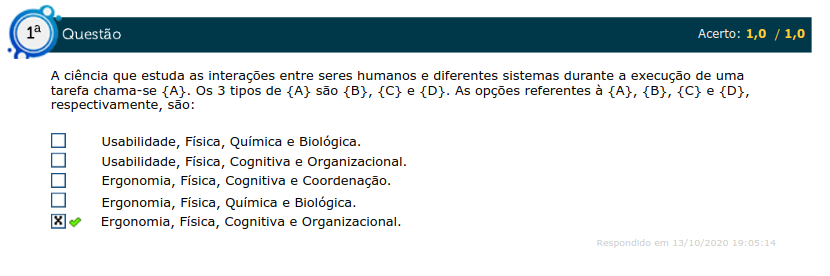 1ª Questão Acerto: 1,0 / 1,0
A ciência que estuda as interações entre seres humanos e diferentes sistemas durante a execução de uma
tarefa chama-se {A}. Os 3 tipos de {A} são {B}, {C} e {D}. As opções referentes à {A}, {B}, {C} e {D},
respectivamente, são:
Usabilidade, Física, Química e Biológica.
Usabilidade, Física, Cognitiva e Organizacional.
Ergonomia, Física, Cognitiva e Coordenação.
Ergonomia, Física, Química e Biológica.
Ergonomia, Física, Cognitiva e Organizacional.
Respondido em 13/10/2020 19:05:14